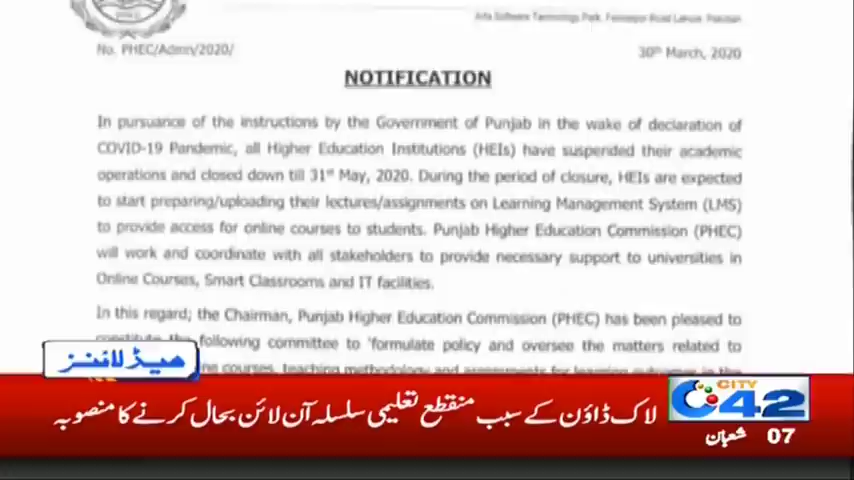 Arfa Software Technology Park, Ferozepur Road Lahore, Pakistan
No. PHEC/Admn/2020/
30th March, 2020
NOTIFICATION
In pursuance of the instructions by the Government of Punjab in the wake of declaration of
COVID-19 Pandemic, all Higher Education Institutions (HEIs) have suspended their academic
operations and closed down till 31st May, 2020. During the period of closure, HEIs are expected
to start preparing/uploading their lectures/assignments on Learning Management System (LMS)
to provide access for online courses to students. Punjab Higher Education Commission (PHEC)
will work and coordinate with all stakeholders to provide necessary support to universities in
Online Courses, Smart Classrooms and IT facilities.
In this regard; the Chairman, Punjab Higher Education Commission (PHEC) has been pleased to
constitute the following committee to 'formulate policy and oversee the matters related to
courses, teaching methodology and
ہیڈلائنز
لاک ڈاؤن کے سبب منقطع تعلیمی سلسلہ آن لائن بحال کرنے کا منصوبہ
CITY
42
07 شعبان